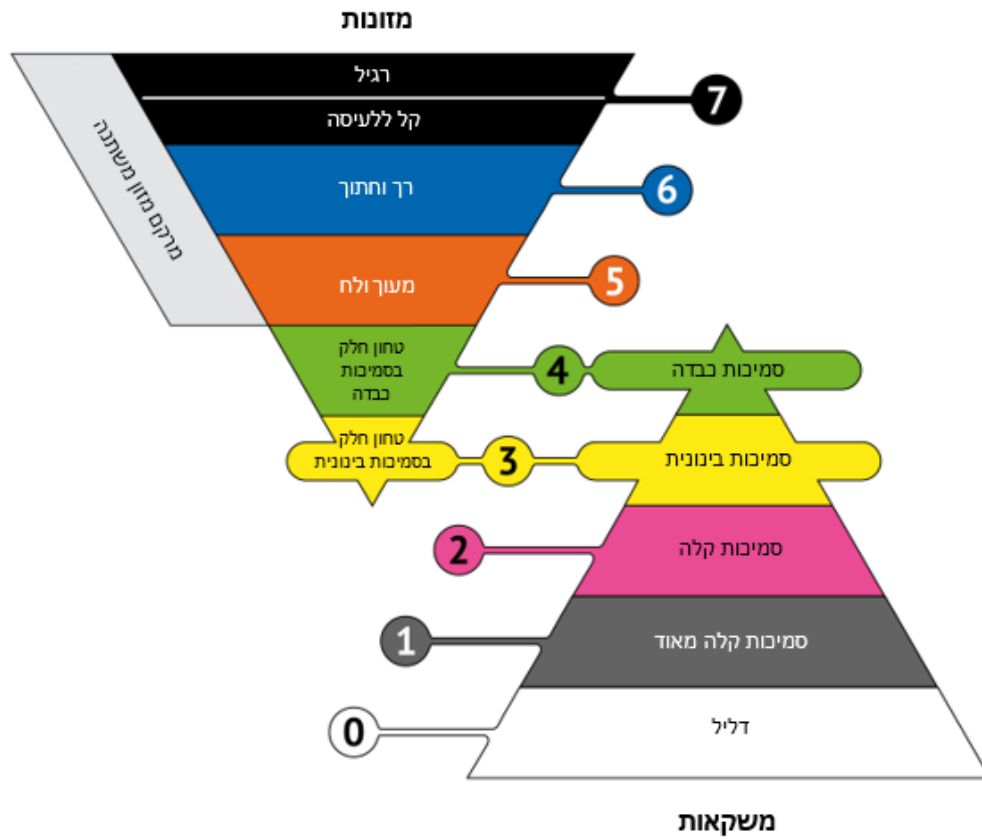 מזונות
רגיל
7
קל ללעיסה
מרקם מזון משתנה
רך וחתוך
6
מעוך ולח
5
טחון חלק
בסמיכות
כבדה
4
סמיכות כבדה
טחון חלק
בסמיכות בינונית
3
סמיכות בינונית
2
סמיכות קלה
1
סמיכות קלה מאוד
0
דליל
משקאות